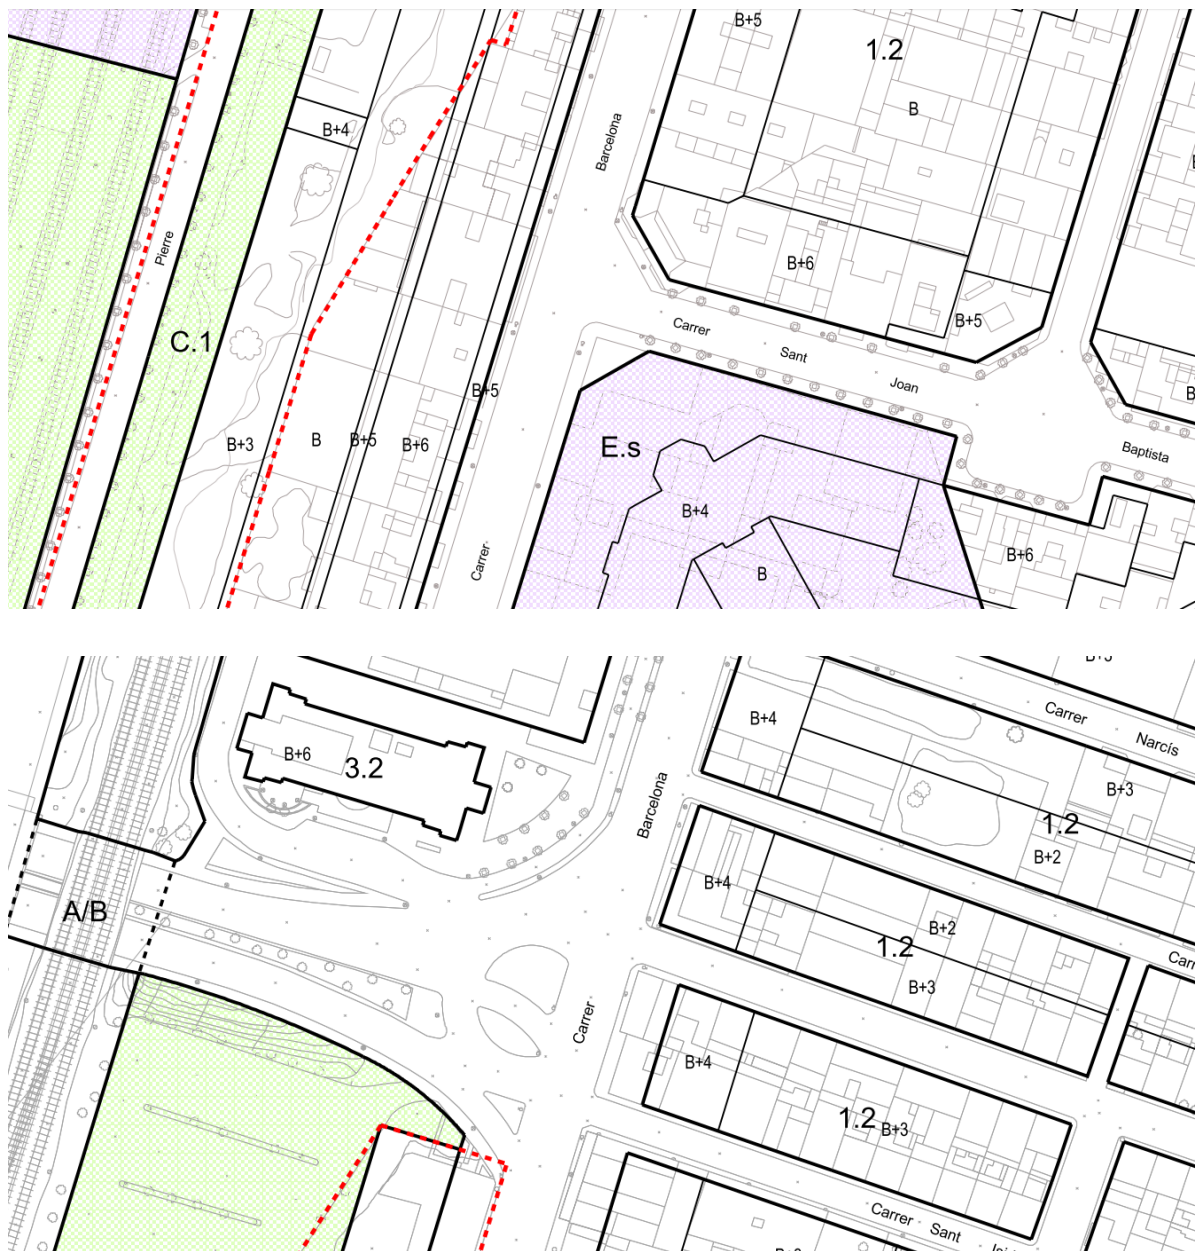 B+5
1.2
B
B+4
Barcelona
Pierre
B+6
B+5
Carrer
Sant
Joan
C.1
B+5
B+3
B
B+5
B+6
E.s
Baptista
B+4
B+6
Carrer
B
B+4
Carrer
Narcís
B+6
3.2
Barcelona
B+3
1.2
B+2
B+4
A/B
B+2
1.2
B+3
Carrer
B+4
1.2
B+3
Carrer
Sant